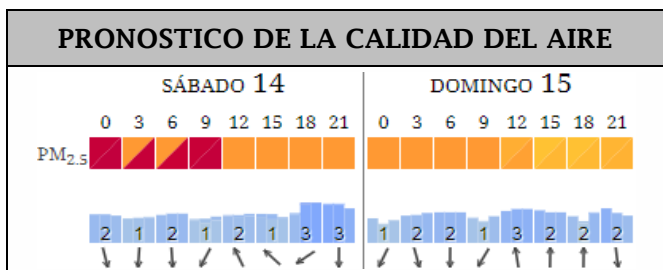 PRONOSTICO DE LA CALIDAD DEL AIRE
SÁBADO 14 DOMINGO 15
0 3 6 9 12 15 18 21 0 3 6 9 12 15 18 21
PM2.5
2 1 2 1 2 1 3 3 1 2 2 1 3 2 2 2